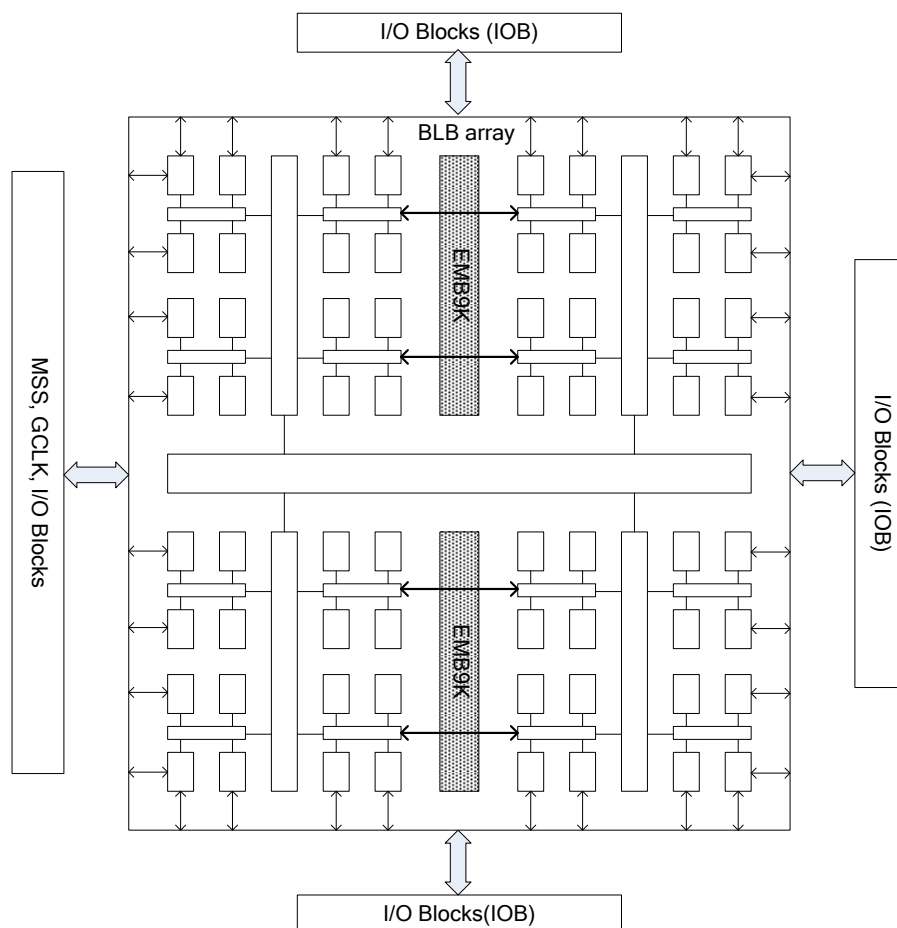 I/O Blocks (IOB)
BLB array
EMB9K
MSS, GCLK, I/O Blocks
I/O Blocks (IOB)
EMB9K
I/O Blocks(IOB)